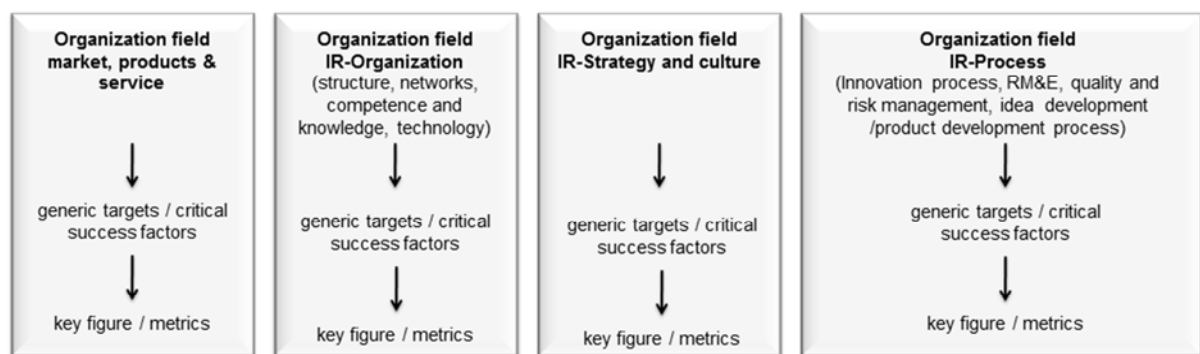 Organization field
market, products &
service
generic targets / critical
success factors
key figure / metrics
Organization field
IR-Organization
(structure, networks,
competence and
knowledge, technology)
generic targets / critical
success factors
key figure / metrics
Organization field
IR-Strategy and culture
generic targets / critical
success factors
key figure / metrics
Organization field
IR-Process
(Innovation process, RM&E, quality and
risk management, idea development
/product development process)
generic targets / critical
success factors
key figure / metrics